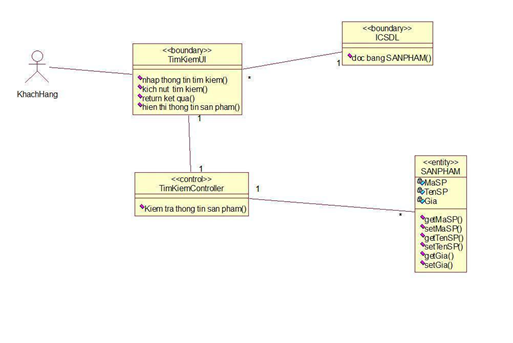 KhachHang
<<boundary>>
TimKiemUI
nhap thong tin tim kiem()
kich nut tim kiem()
return ket qua()
hien thi thong tin san pham()
*
1
<<boundary>>
ICSDL
doc bang SANPHAM()
1
1
<<control>>
TimKiemController
Kiem tra thong tin san pham()
1
*
<<entity>>
SANPHAM
MaSP
TenSP
Gia
getMaSP()
setMaSP()
getTenSP()
setTenSP()
getGia()
setGia()